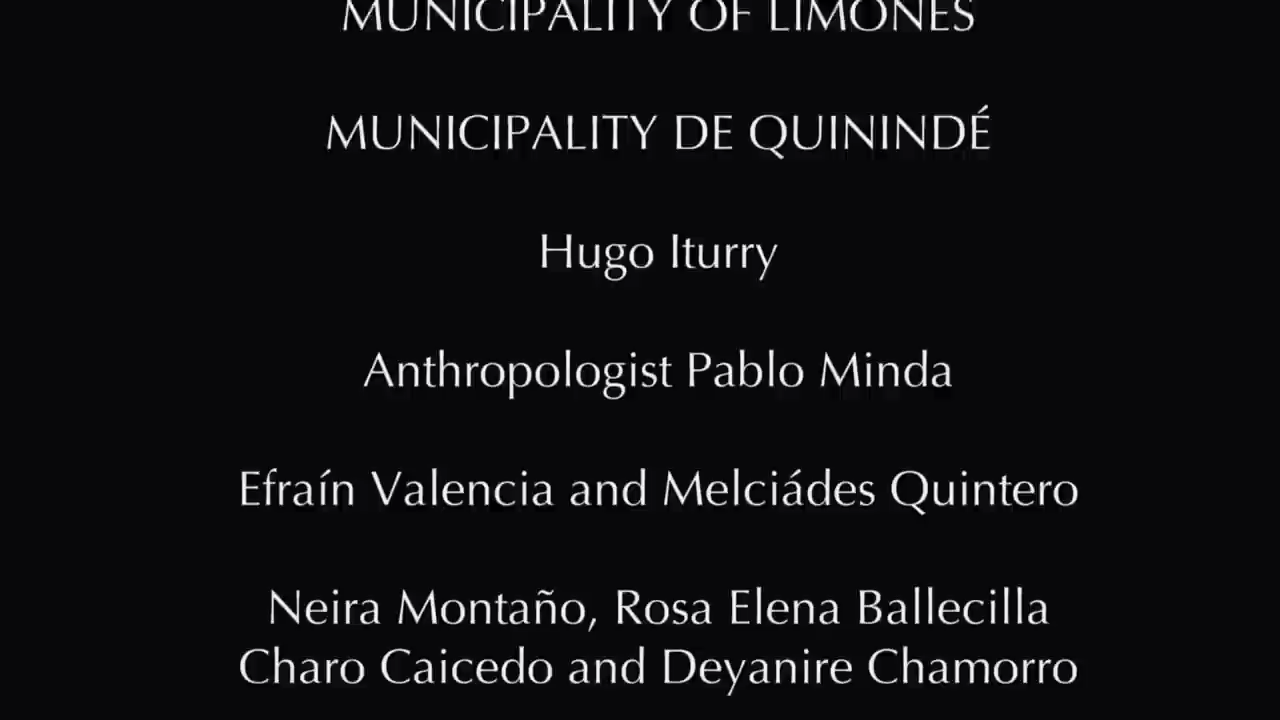 MUNICIPALITY OF LIMONES
MUNICIPALITY DE QUININDÉ
Hugo Iturry
Anthropologist Pablo Minda
Efraín Valencia and Melciádes Quintero
Neira Montaño, Rosa Elena Ballecilla
Charo Caicedo and Deyanire Chamorro